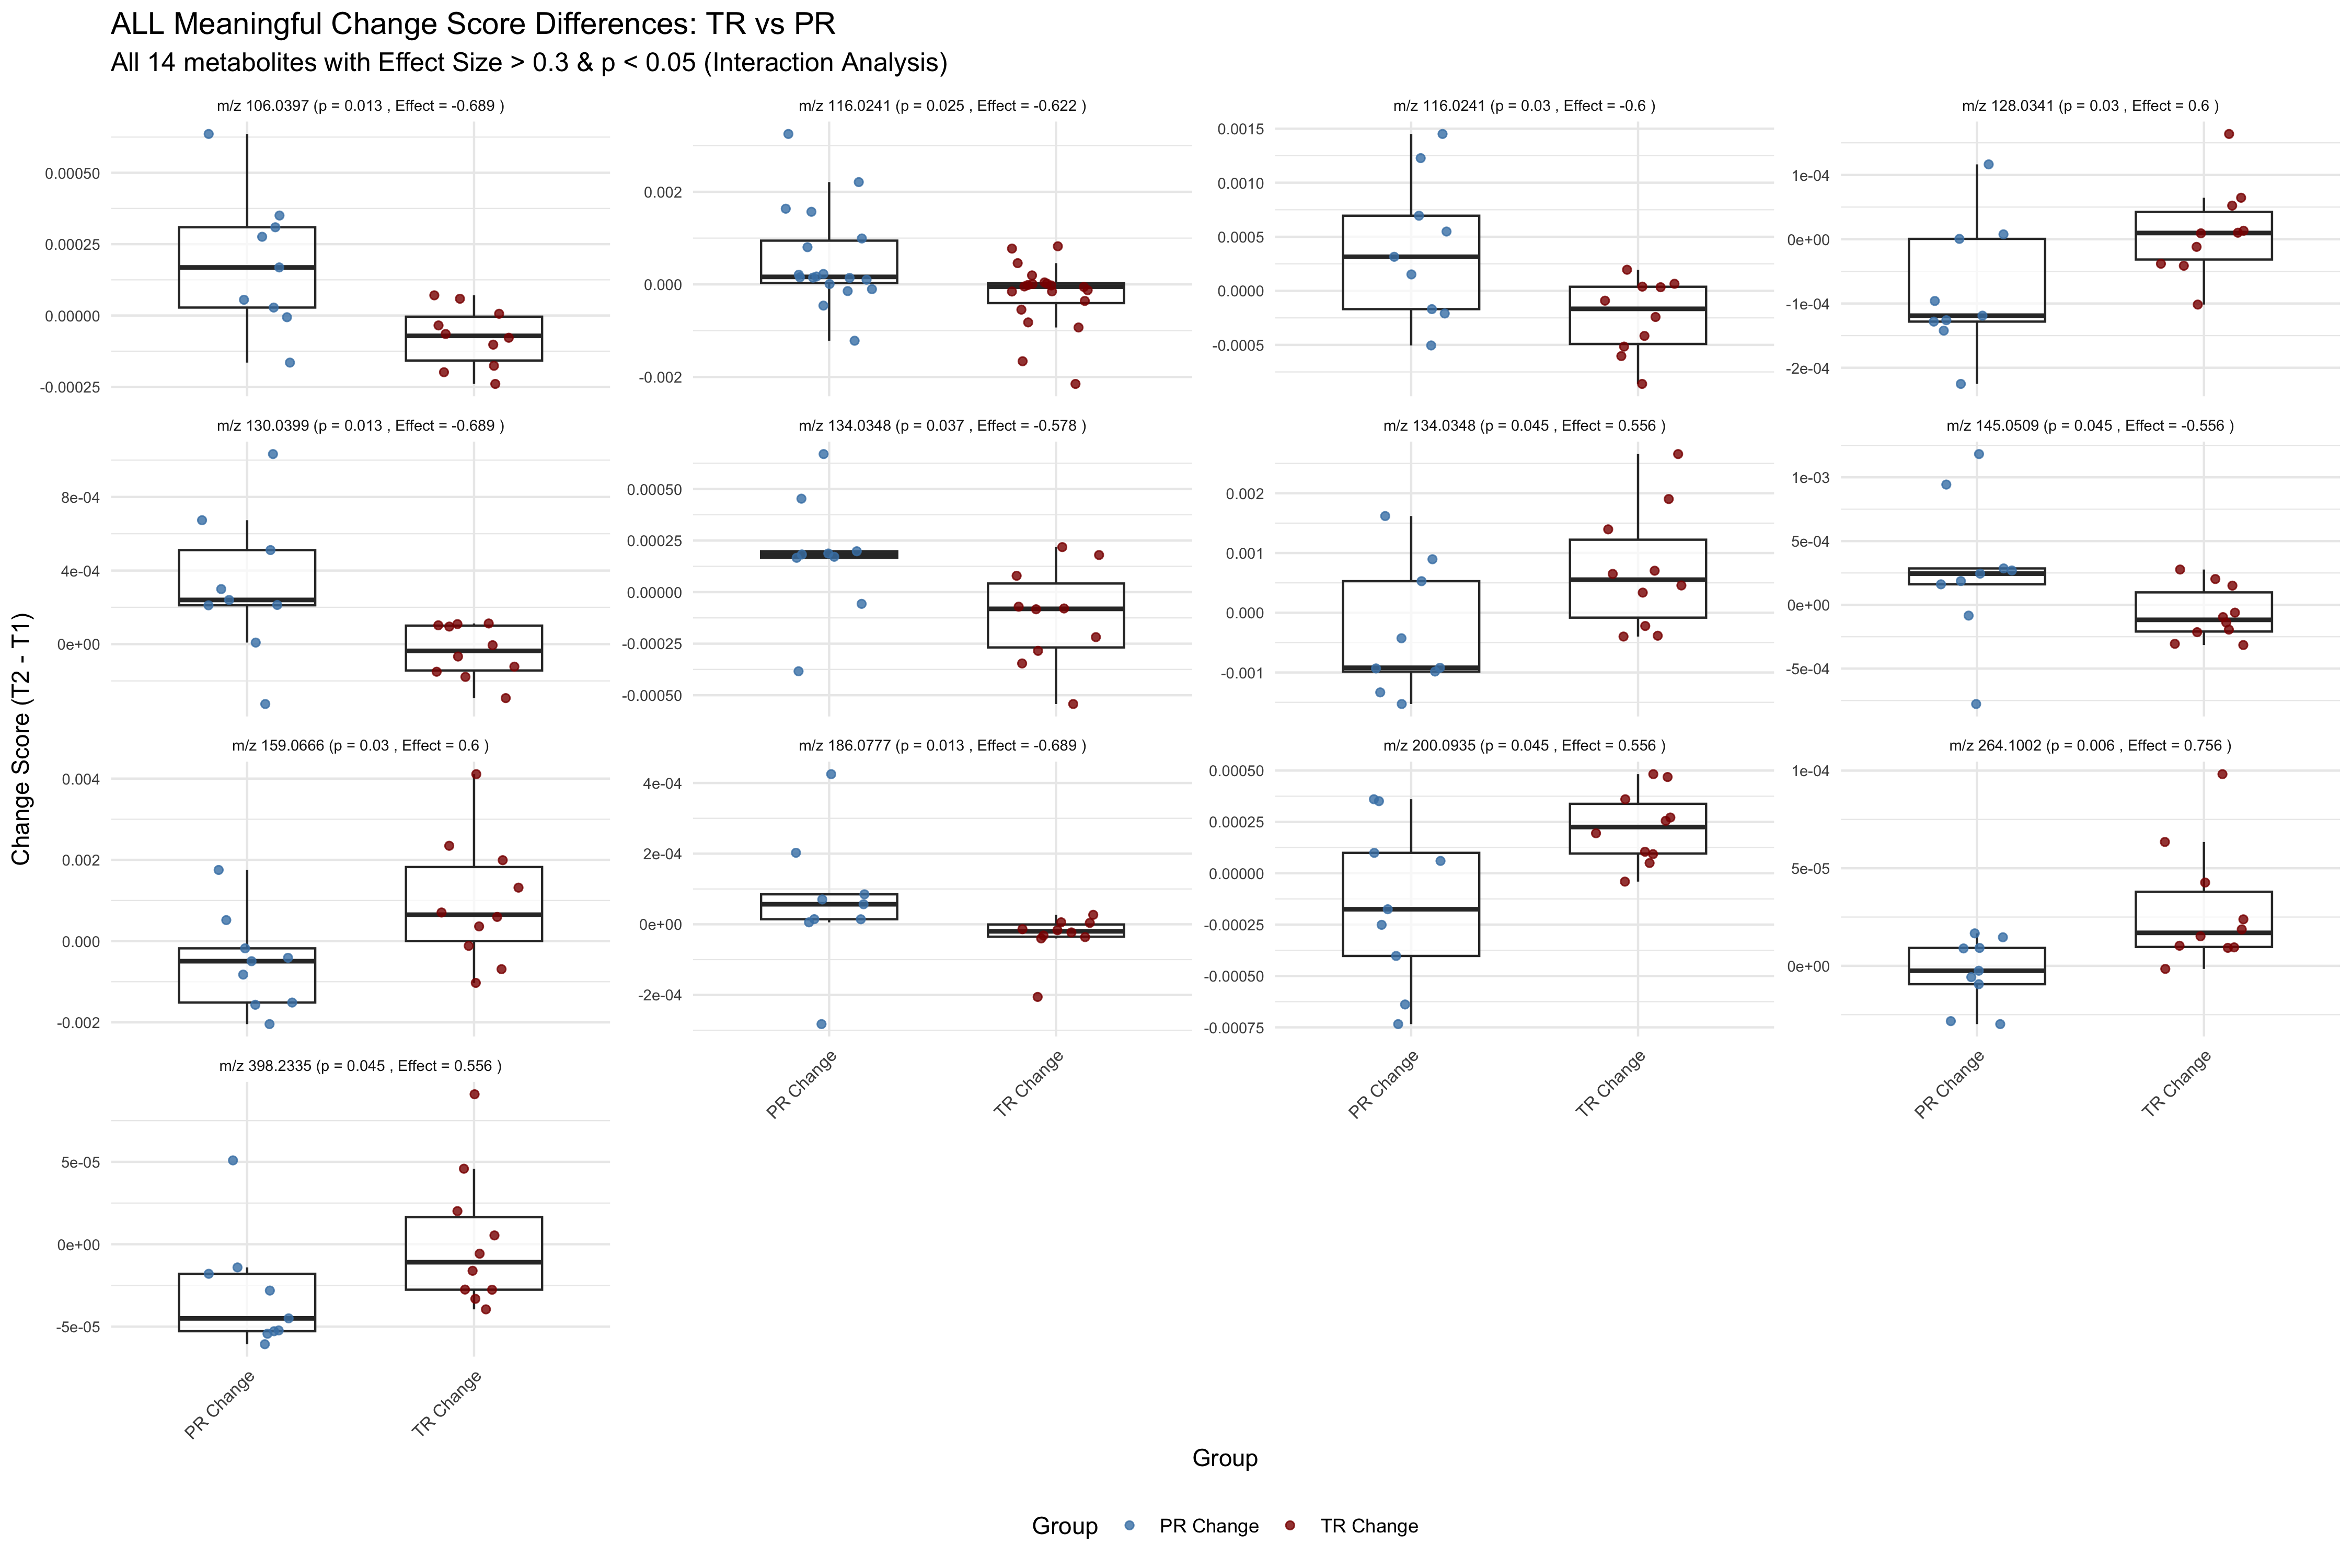 ALL Meaningful Change Score Differences: TR vs PR
All 14 metabolites with Effect Size > 0.3 & p < 0.05 (Interaction Analysis)
m/z 106.0397 (p = 0.013 , Effect = -0.689 )
m/z 116.0241 (p = 0.025 , Effect = -0.622 )
m/z 116.0241 (p = 0.03 , Effect = -0.6 )
m/z 128.0341 (p = 0.03 , Effect = 0.6 )
0.00050
0.00025
0.00000
-0.00025
0.002
0.000
-0.002
0.0015
0.0010
0.0005
0.0000
-0.0005
1e-04
0e+00
-1e-04
-2e-04
m/z 130.0399 (p = 0.013 , Effect = -0.689 )
m/z 134.0348 (p = 0.037 , Effect = -0.578 )
m/z 134.0348 (p = 0.045 , Effect = 0.556 )
m/z 145.0509 (p = 0.045 , Effect = -0.556 )
8e-04
4e-04
0e+00
0.00050
0.00025
0.00000
-0.00025
-0.00050
0.002
0.001
0.000
-0.001
1e-03
5e-04
0e+00
-5e-04
Change Score (T2 - T1)
m/z 159.0666 (p = 0.03 , Effect = 0.6 )
m/z 186.0777 (p = 0.013 , Effect = -0.689 )
m/z 200.0935 (p = 0.045 , Effect = 0.556 )
m/z 264.1002 (p = 0.006 , Effect = 0.756 )
0.004
0.002
0.000
-0.002
4e-04
2e-04
0e+00
-2e-04
0.00050
0.00025
0.00000
-0.00025
-0.00050
-0.00075
1e-04
5e-05
0e+00
PR Change
TR Change
PR Change
TR Change
PR Change
TR Change
m/z 398.2335 (p = 0.045 , Effect = 0.556 )
5e-05
0e+00
-5e-05
PR Change
TR Change
Group
Group
PR Change
TR Change